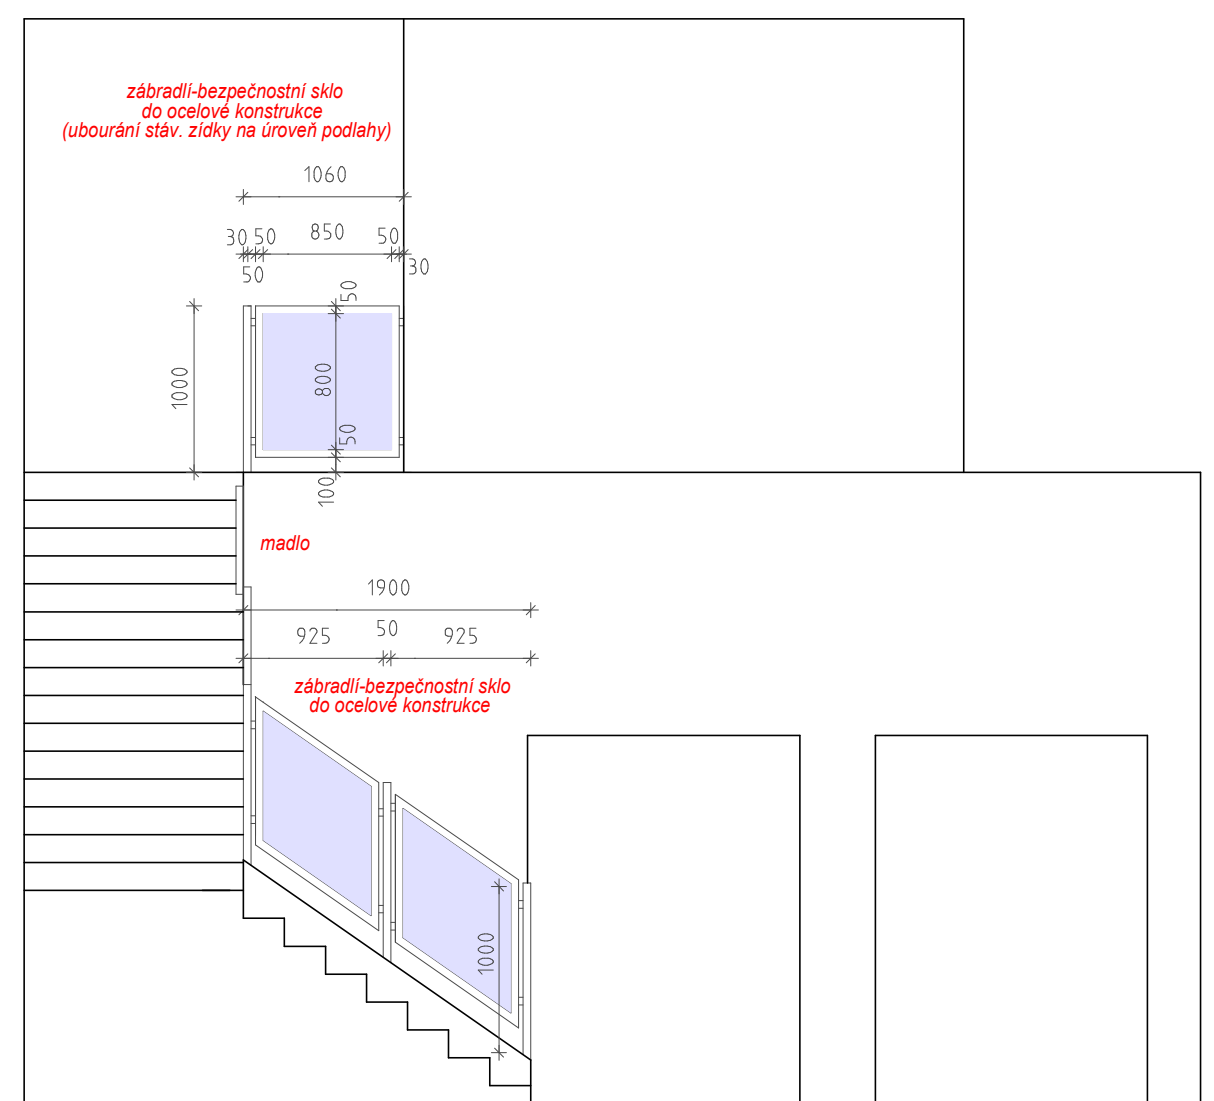 zábradlí-bezpečnostní sklo
do ocelové konstrukce
(ubourání stáv. zídky na úroveň podlahy)
1060
30 50 850 50
50 30
50
1000
800
50
100
madlo
1900
925 50 925
zábradlí-bezpečnostní sklo
do ocelové konstrukce
1000